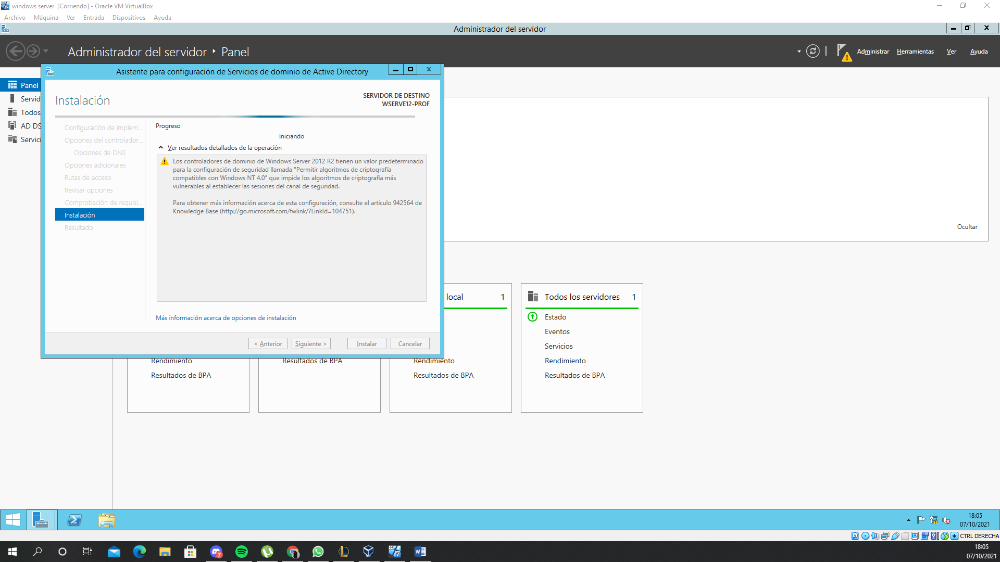 windows server [Corriendo] - Oracle VM VirtualBox
Archivo Máquina Ver Entrada Dispositivos Ayuda
Administrador del servidor
Administrador del servidor ‣ Panel
Administrar Herramientas Ver Ayuda
Asistente para configuración de Servicios de dominio de Active Directory
Panel
Servid
Todos
AD DS
Servici
Instalación
SERVIDOR DE DESTINO
WSERVE12-PROF
Configuración de implem...
Opciones del controlador...
Opciones de DNS
Opciones adicionales
Rutas de acceso
Revisar opciones
Comprobación de requisi...
Instalación
Resultado
Progreso
Iniciando
Ver resultados detallados de la operación
Los controladores de dominio de Windows Server 2012 R2 tienen un valor predeterminado
para la configuración de seguridad llamada "Permitir algoritmos de criptografía
compatibles con Windows NT 4.0" que impide los algoritmos de criptografía más
vulnerables al establecer las sesiones del canal de seguridad.
Para obtener más información acerca de esta configuración, consulte el artículo 942564 de
Knowledge Base (http://go.microsoft.com/fwlink/?LinkId=104751).
Más información acerca de opciones de instalación
< Anterior Siguiente > Instalar Cancelar
Ocultar
local 1
Todos los servidores 1
Estado
Eventos
Servicios
Rendimiento
Resultados de BPA
Rendimiento
Resultados de BPA
Resultados de BPA
Rendimiento
Resultados de BPA
18:05
07/10/2021
CTRL DERECHA
18:05
07/10/2021